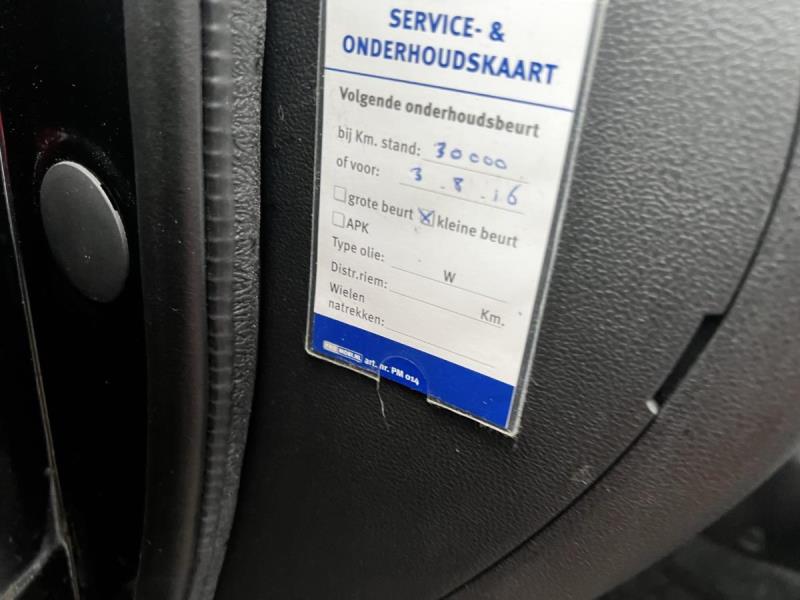 SERVICE- &
ONDERHOUDSKAART
Volgende onderhoudsbeurt
bij Km. stand: 30000
of voor: 3.8.16
grote beurt kleine beurt
APK
Type olie: W
Distr.riem: Km.
Wielen
natrekken:
art. nr. PM 014